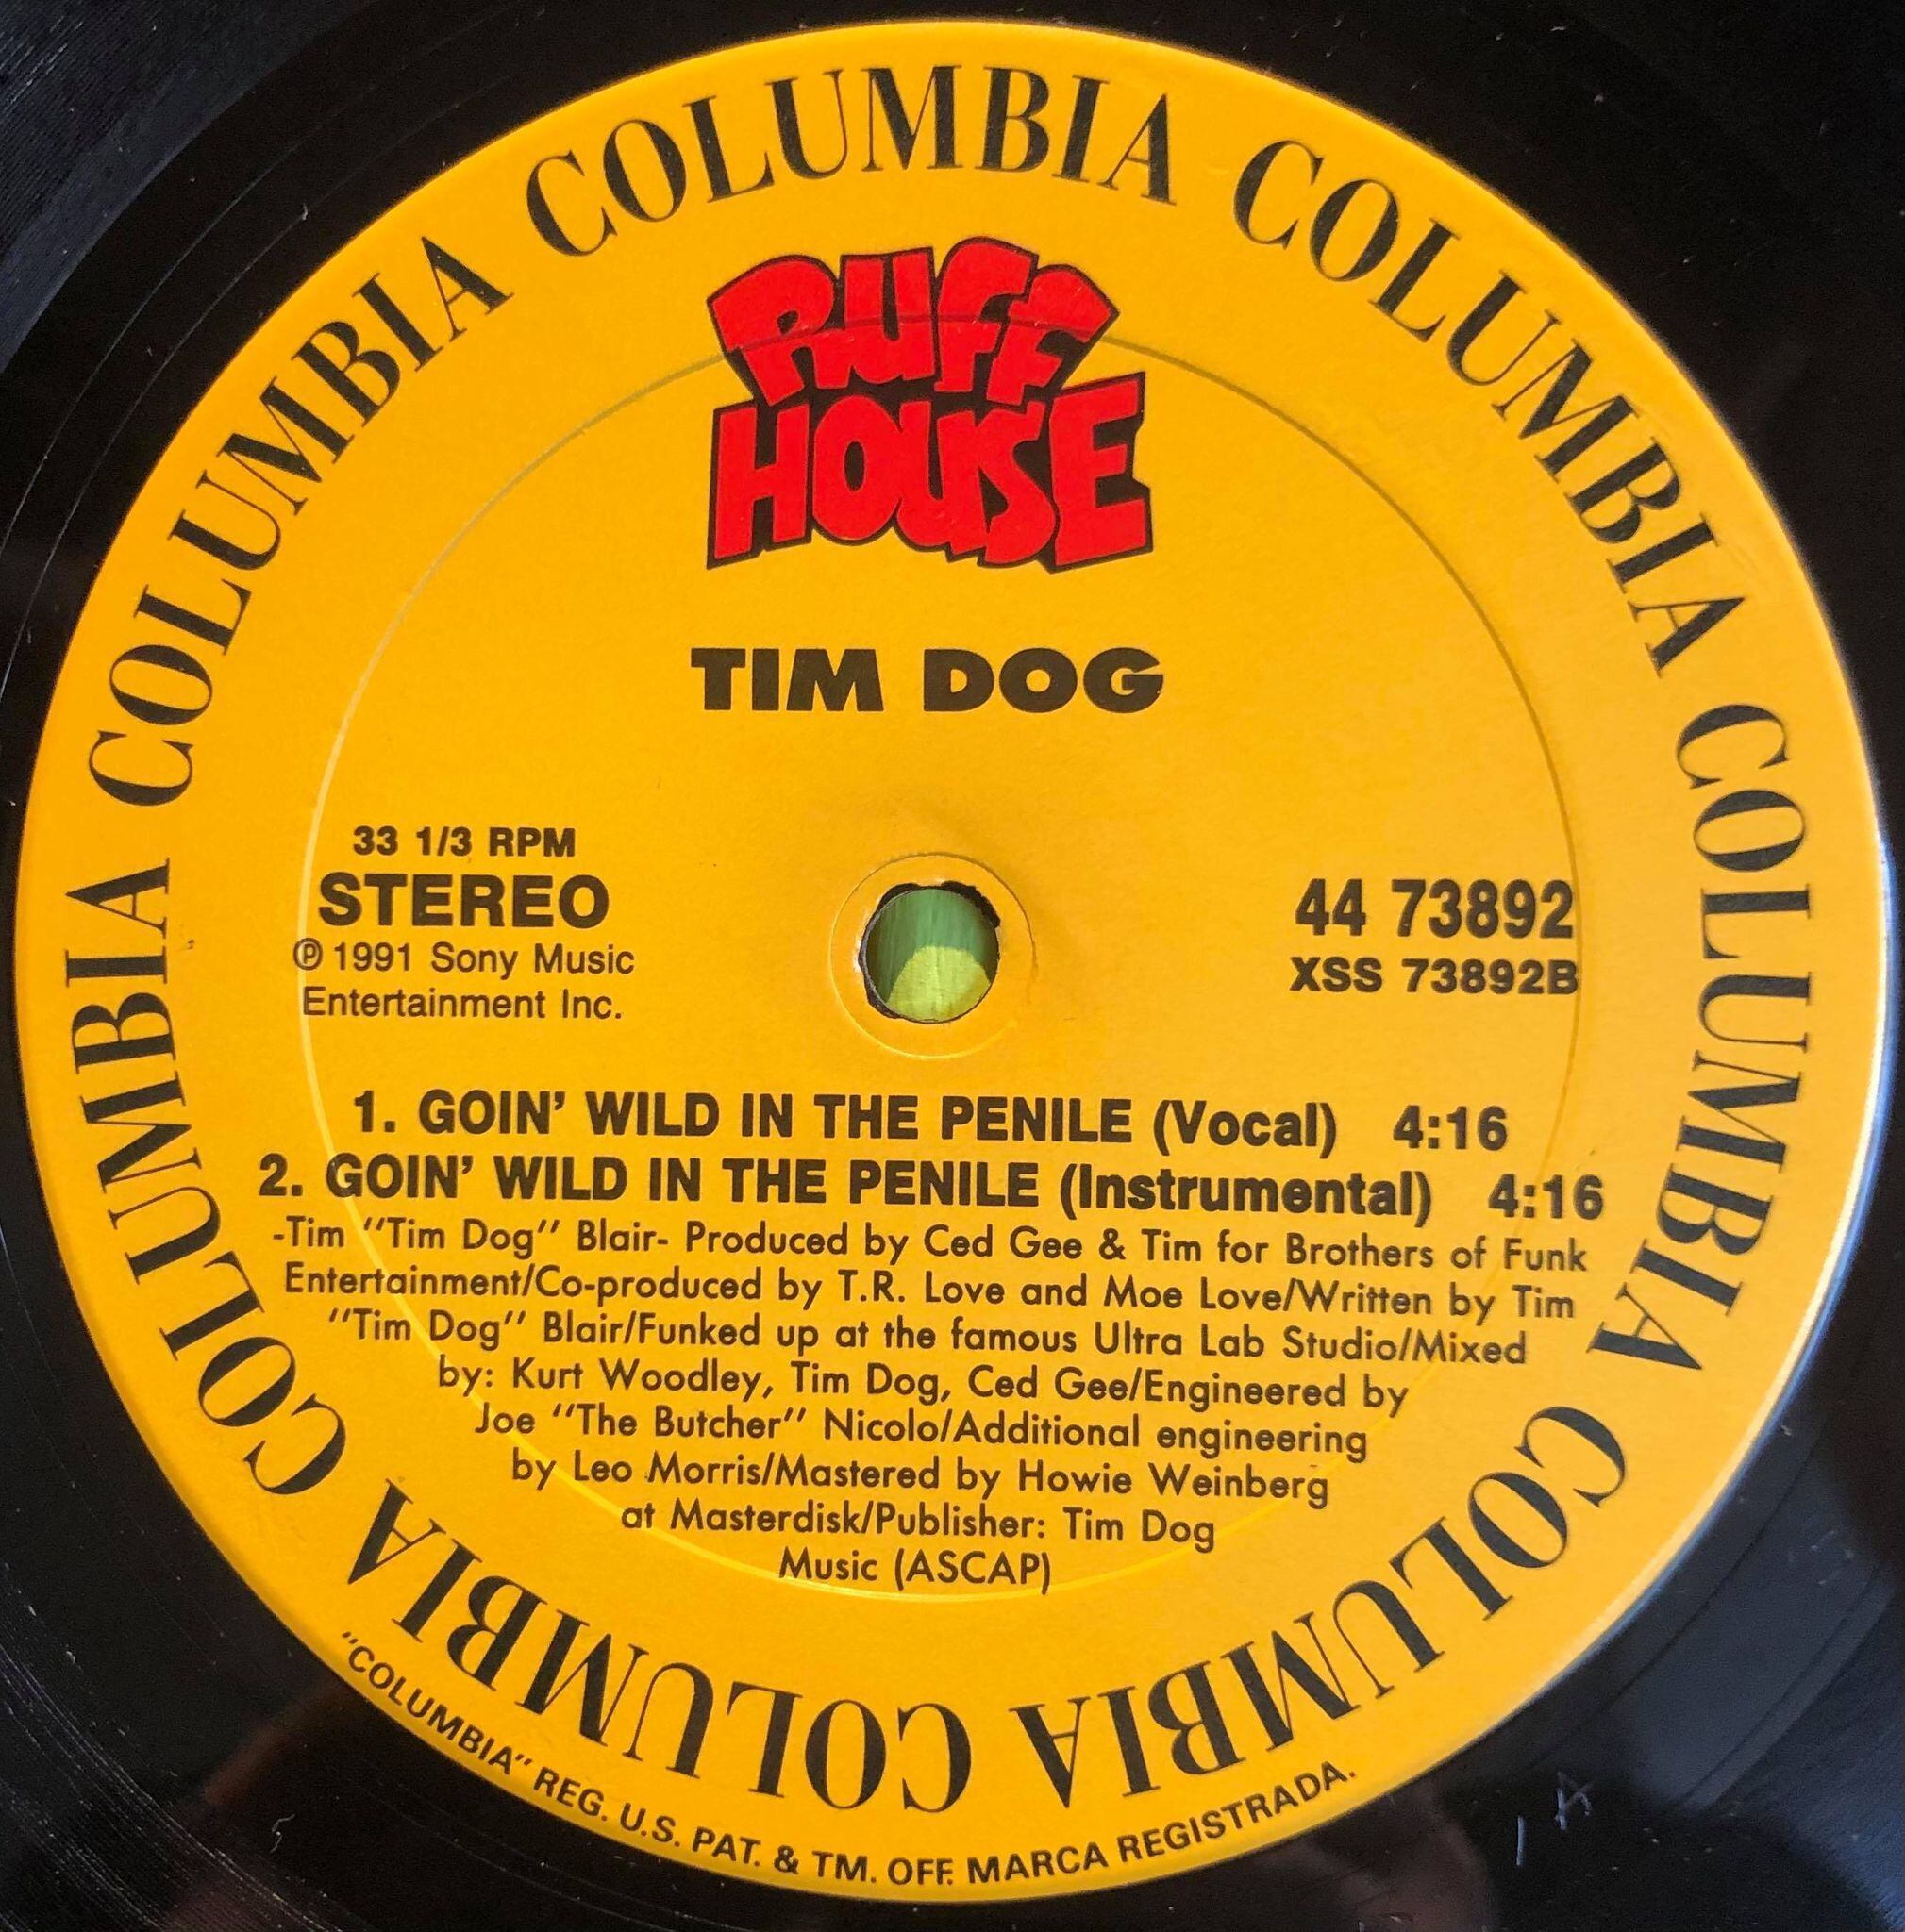 COLUMBIA COLUMBIA COLUMBIA COLUMBIA COLUMBIA COLUMBIA COLUMBIA COLUMBIA
RUFF
HOUSE
TIM DOG
33 1/3 RPM
STEREO
Ⓟ 1991 Sony Music
Entertainment Inc.
44 73892
XSS 73892B
1. GOIN' WILD IN THE PENILE (Vocal) 4:16
2. GOIN' WILD IN THE PENILE (Instrumental) 4:16
-Tim "Tim Dog" Blair- Produced by Ced Gee & Tim for Brothers of Funk
Entertainment/Co-produced by T.R. Love and Moe Love/Written by Tim
"Tim Dog" Blair/Funked up at the famous Ultra Lab Studio/Mixed
by: Kurt Woodley, Tim Dog, Ced Gee/Engineered by
Joe "The Butcher" Nicolo/Additional engineering
by Leo Morris/Mastered by Howie Weinberg
at Masterdisk/Publisher: Tim Dog
Music (ASCAP)
"COLUMBIA" REG. U.S. PAT. & TM. OFF. MARCA REGISTRADA.
1A